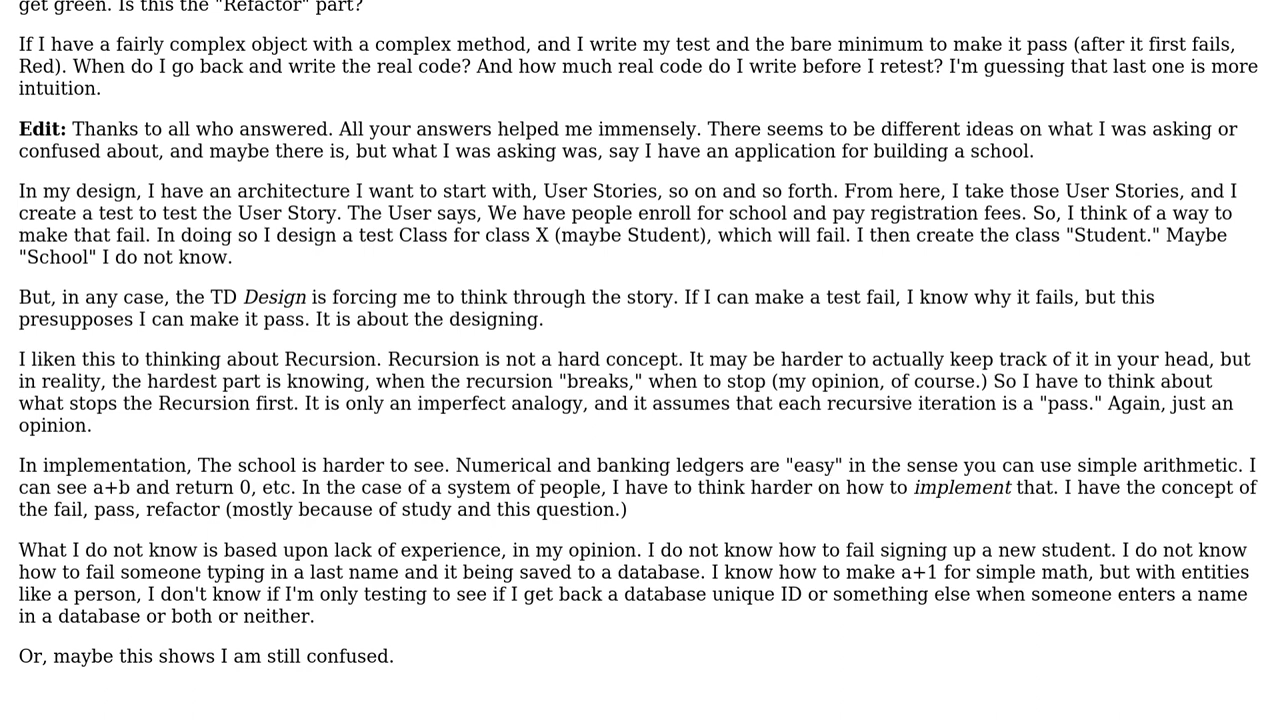 get green. Is this the "Refactor" part?
If I have a fairly complex object with a complex method, and I write my test and the bare minimum to make it pass (after it first fails,
Red). When do I go back and write the real code? And how much real code do I write before I retest? I'm guessing that last one is more
intuition.
Edit: Thanks to all who answered. All your answers helped me immensely. There seems to be different ideas on what I was asking or
confused about, and maybe there is, but what I was asking was, say I have an application for building a school.
In my design, I have an architecture I want to start with, User Stories, so on and so forth. From here, I take those User Stories, and I
create a test to test the User Story. The User says, We have people enroll for school and pay registration fees. So, I think of a way to
make that fail. In doing so I design a test Class for class X (maybe Student), which will fail. I then create the class "Student." Maybe
"School" I do not know.
But, in any case, the TD Design is forcing me to think through the story. If I can make a test fail, I know why it fails, but this
presupposes I can make it pass. It is about the designing.
I liken this to thinking about Recursion. Recursion is not a hard concept. It may be harder to actually keep track of it in your head, but
in reality, the hardest part is knowing, when the recursion "breaks," when to stop (my opinion, of course.) So I have to think about
what stops the Recursion first. It is only an imperfect analogy, and it assumes that each recursive iteration is a "pass." Again, just an
opinion.
In implementation, The school is harder to see. Numerical and banking ledgers are "easy" in the sense you can use simple arithmetic. I
can see a+b and return 0, etc. In the case of a system of people, I have to think harder on how to implement that. I have the concept of
the fail, pass, refactor (mostly because of study and this question.)
What I do not know is based upon lack of experience, in my opinion. I do not know how to fail signing up a new student. I do not know
how to fail someone typing in a last name and it being saved to a database. I know how to make a+1 for simple math, but with entities
like a person, I don't know if I'm only testing to see if I get back a database unique ID or something else when someone enters a name
in a database or both or neither.
Or, maybe this shows I am still confused.